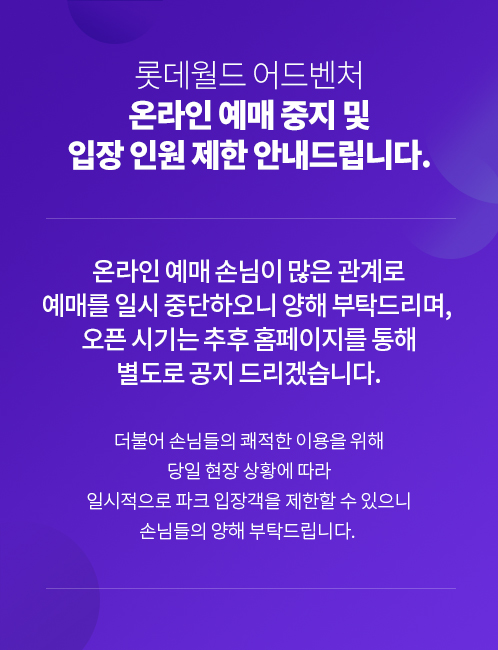 롯데월드 어드벤처
온라인 예매 중지 및
입장 인원 제한 안내드립니다.
온라인 예매 손님이 많은 관계로
예매를 일시 중단하오니 양해 부탁드리며,
오픈 시기는 추후 홈페이지를 통해
별도로 공지 드리겠습니다.
더불어 손님들의 쾌적한 이용을 위해
당일 현장 상황에 따라
일시적으로 파크 입장객을 제한할 수 있으니
손님들의 양해 부탁드립니다.